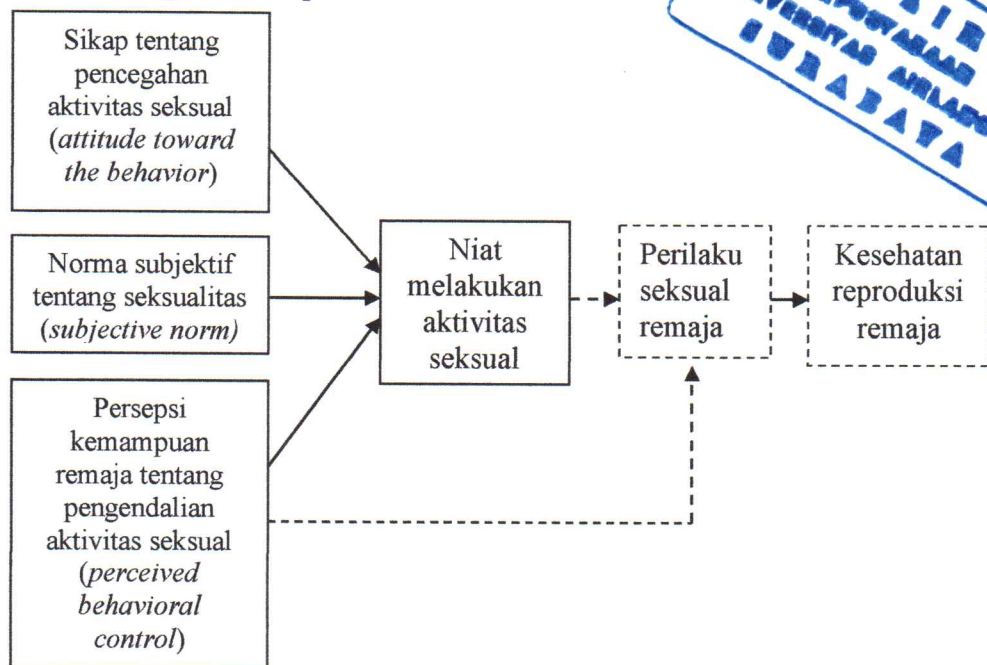 Sikap tentang
pencegahan
aktivitas seksual
(attitude toward
the behavior)
Norma subjektif
tentang seksualitas
(subjective norm)
Persepsi
kemampuan
remaja tentang
pengendalian
aktivitas seksual
(perceived
behavioral
control)
Niat
melakukan
aktivitas
seksual
Perilaku
seksual
remaja
Kesehatan
reproduksi
remaja
SURABAYA